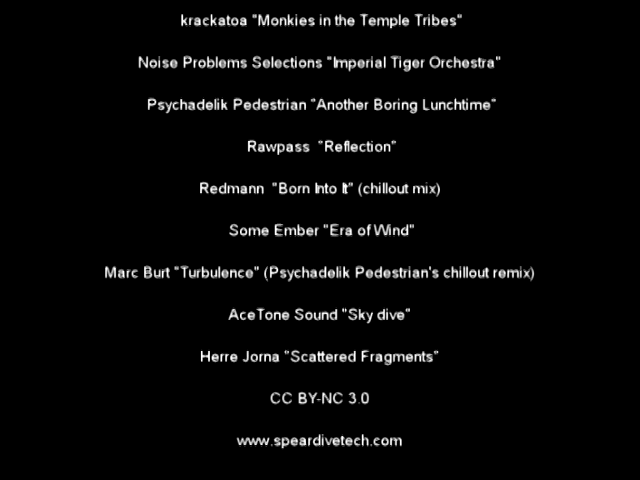 krackatoa "Monkies in the Temple Tribes"
Noise Problems Selections "Imperial Tiger Orchestra"
Psychadelik Pedestrian "Another Boring Lunchtime"
Rawpass "Reflection"
Redmann "Born Into It" (chillout mix)
Some Ember "Era of Wind"
Marc Burt "Turbulence" (Psychadelik Pedestrian's chillout remix)
AceTone Sound "Sky dive"
Herre Jorna "Scattered Fragments"
CC BY-NC 3.0
www.speardivetech.com